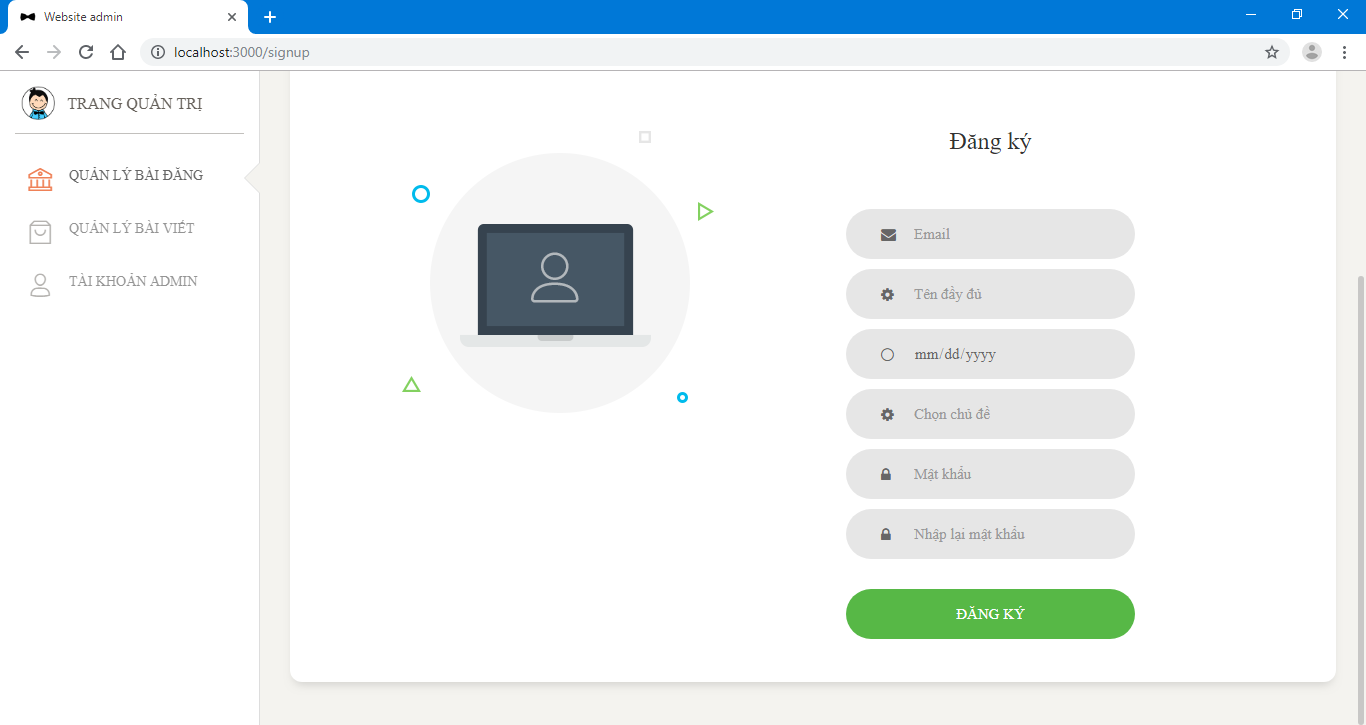 Website admin
localhost:3000/signup
TRANG QUẢN TRỊ
QUẢN LÝ BÀI ĐĂNG
QUẢN LÝ BÀI VIẾT
TÀI KHOẢN ADMIN
Đăng ký
Email
Tên đầy đủ
mm/dd/yyyy
Chọn chủ đề
Mật khẩu
Nhập lại mật khẩu
ĐĂNG KÝ